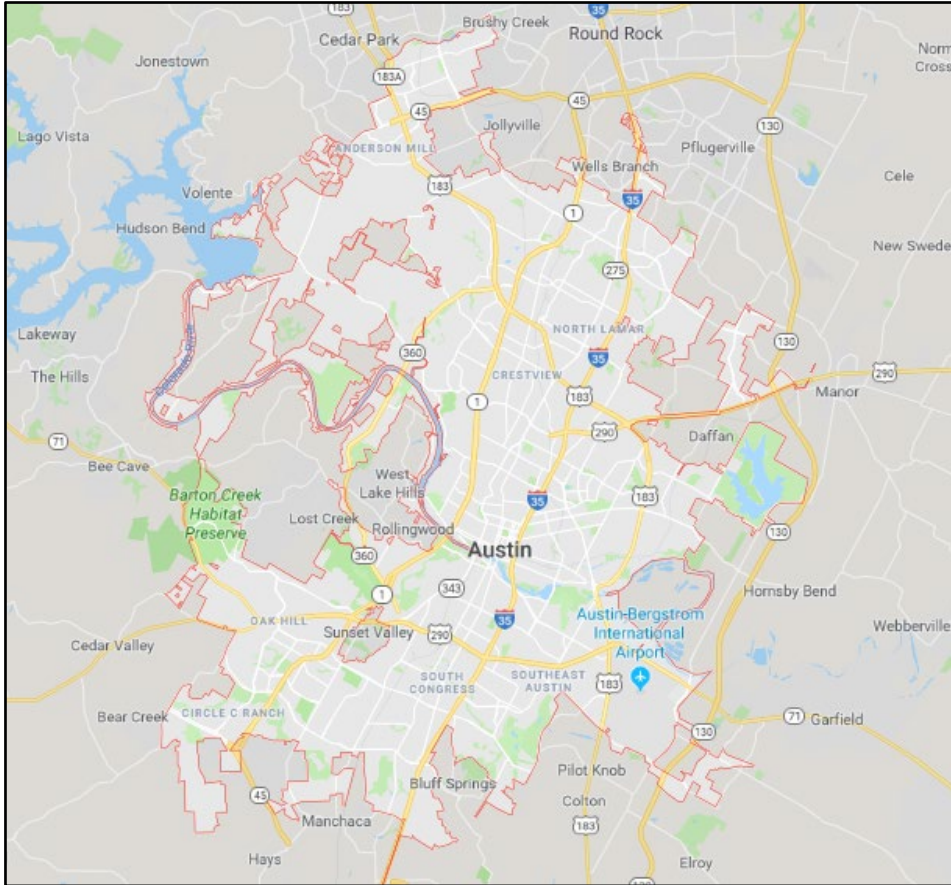 183
Brushy Creek
35
Cedar Park
Round Rock
Norm
Cross
Jonestown
183A
45
45
130
Lago Vista
Jollyville
ANDERSON MILL
Pflugerville
Wells Branch
Cele
Volente
183
35
1
Hudson Bend
New Swede
275
Colorado River
Lakeway
NORTH LAMAR
130
360
35
The Hills
CRESTVIEW
290
183
Manor
1
290
Daffan
71
Bee Cave
West
Lake Hills
183
Barton Creek
Habitat
Preserve
35
Lost Creek
Rollingwood
130
Austin
360
343
1
Hornsby Bend
Austin-Bergstrom
International
Airport
OAK HILL
35
Sunset Valley
290
Webberville
Cedar Valley
SOUTH
CONGRESS
SOUTHEAST
AUSTIN
183
Bear Creek
CIRCLE C RANCH
71
Garfield
130
Pilot Knob
Bluff Springs
45
Colton
Manchaca
183
Hays
Elroy
130